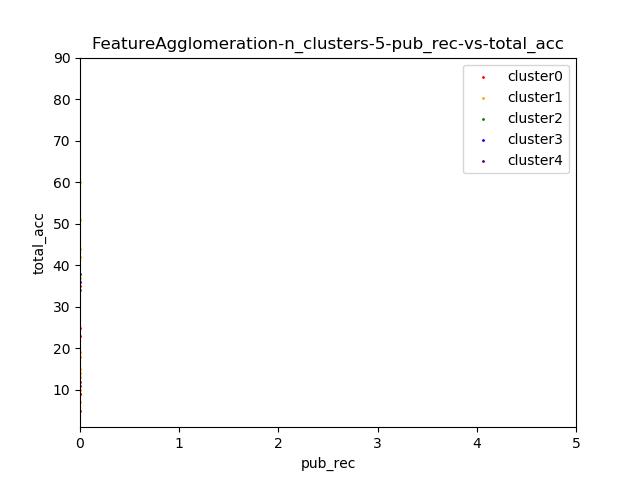 FeatureAgglomeration-n_clusters-5-pub_rec-vs-total_acc
cluster0
cluster1
cluster2
cluster3
cluster4
total_acc
90
80
70
60
50
40
30
20
10
0 1 2 3 4 5
pub_rec